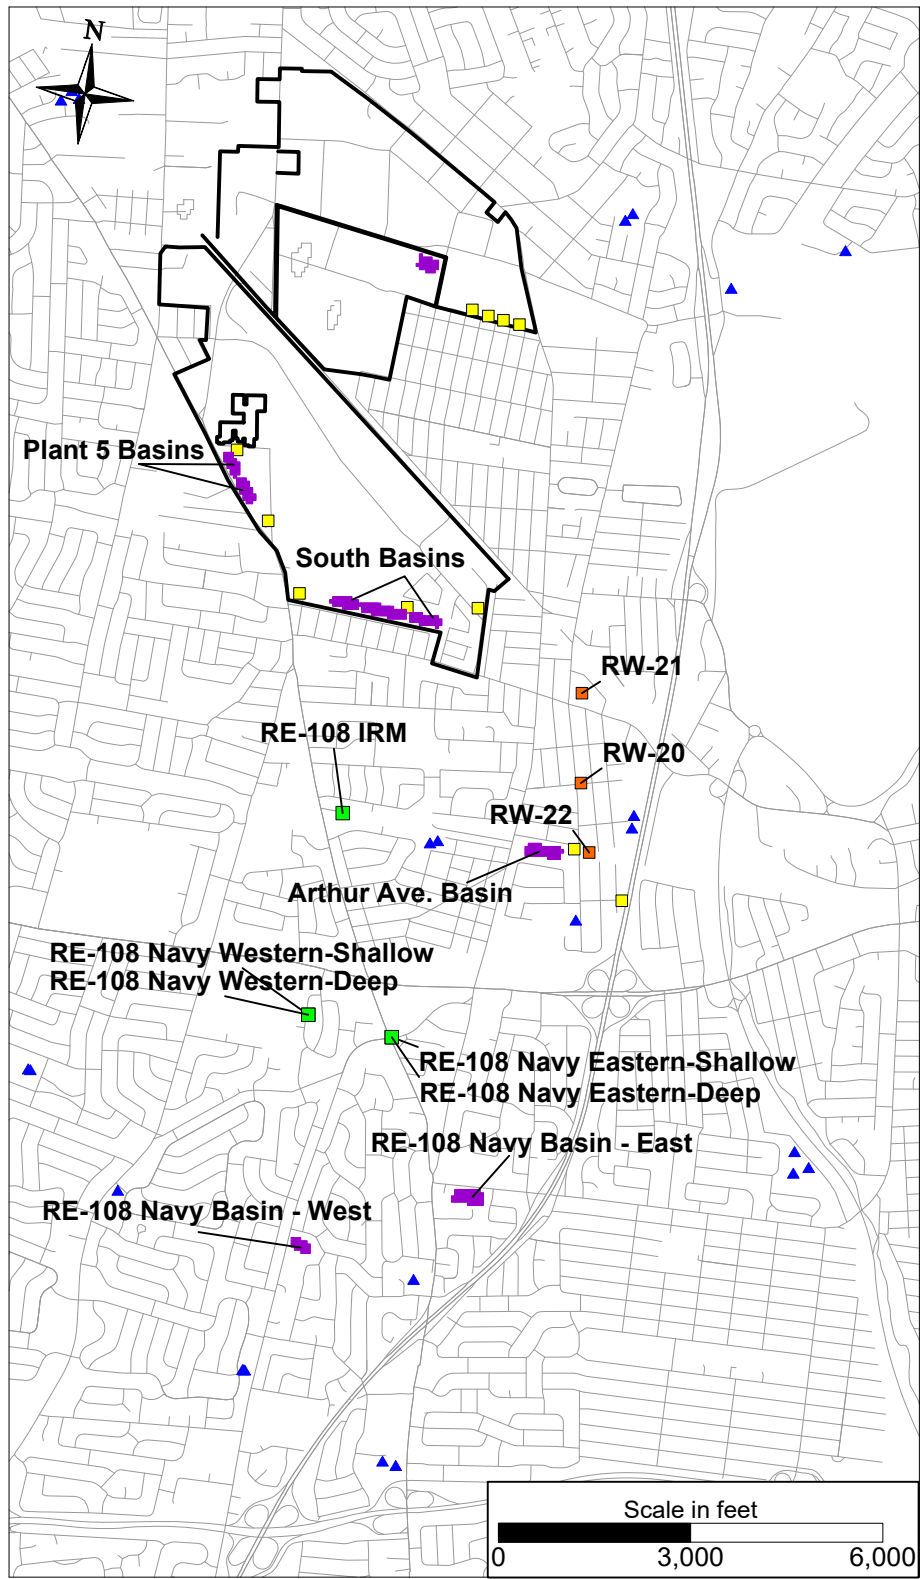 N
Plant 5 Basins
South Basins
RW-21
RE-108 IRM
RW-20
RW-22
Arthur Ave. Basin
RE-108 Navy Western-Shallow
RE-108 Navy Western-Deep
RE-108 Navy Eastern-Shallow
RE-108 Navy Eastern-Deep
RE-108 Navy Basin - East
RE-108 Navy Basin - West
Scale in feet
0 3,000 6,000